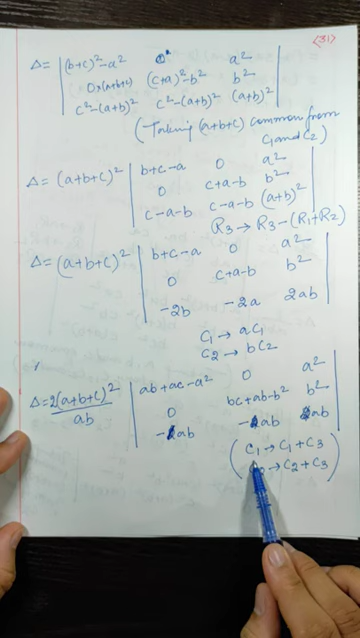 (31)
Δ= | (b+c)²-a² 0 a² |
0×(a+b+c) (c+a)²-b² b²
c²-(a+b)² c²-(a+b)² (a+b)²
(Taking (a+b+c) common from
C₁ and C₂)
Δ = (a+b+c)² | b+c-a 0 a² |
0 c+a-b b²
c-a-b c-a-b (a+b)²
R₃ → R₃-(R₁+R₂)
Δ = (a+b+c)² | b+c-a 0 a² |
0 c+a-b b²
-2b -2a 2ab
C₁ → aC₁
C₂ → bC₂
Δ= 2(a+b+c)²/ab | ab+ac-a² 0 a² |
0 bc+ab-b² b²
-ab -ab ab
(C₁ → C₁+C₃
→ C₂+C₃)